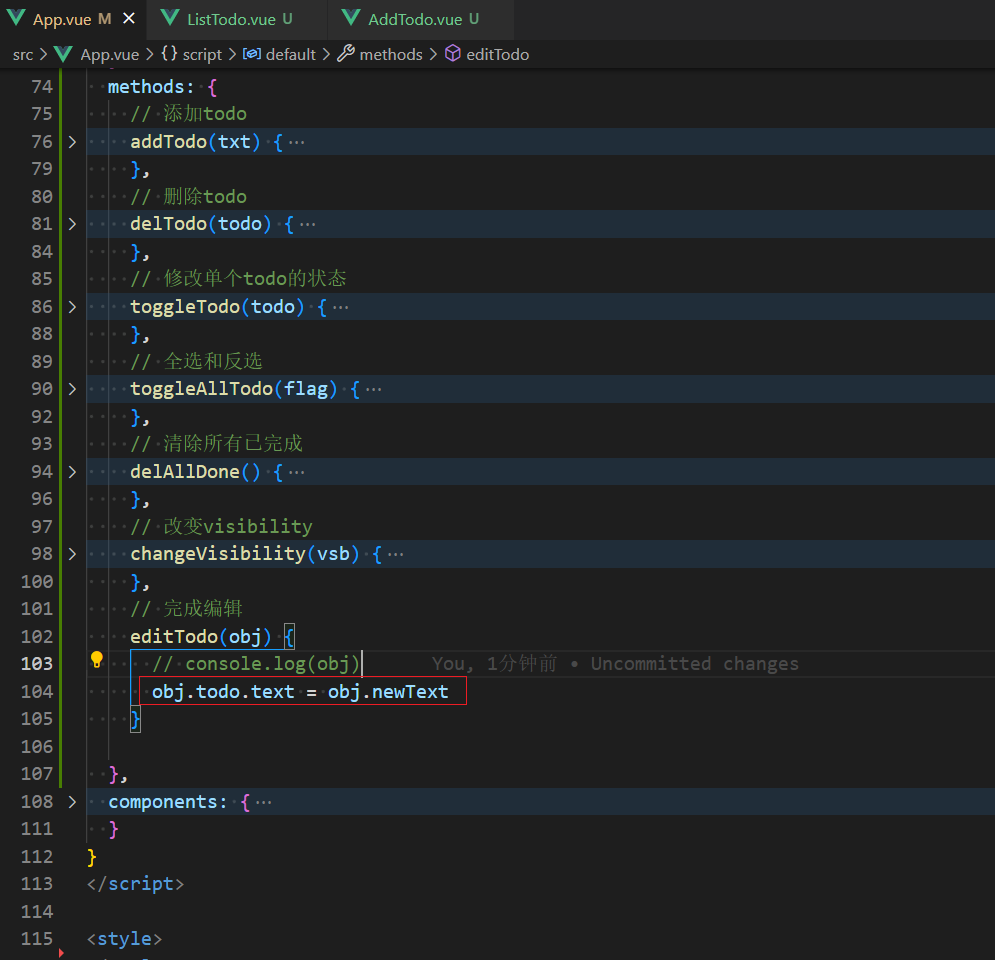 App.vue M ListTodo.vue U AddTodo.vue U
src > App.vue > {} script > default > methods > editTodo
74 methods: {
75 // 添加todo
76 addTodo(txt) { ...
79 },
80 // 删除todo
81 delTodo(todo) { ...
84 },
85 // 修改单个todo的状态
86 toggleTodo(todo) { ...
88 },
89 // 全选和反选
90 toggleAllTodo(flag) { ...
92 },
93 // 清除所有已完成
94 delAllDone() { ...
96 },
97 // 改变visibility
98 changeVisibility(vsb) { ...
100 },
101 // 完成编辑
102 editTodo(obj) {
103 // console.log(obj) You, 1分钟前 • Uncommitted changes
104 obj.todo.text = obj.newText
105 }
106
107 },
108 components: { ...
111 }
112 }
113 </script>
114
115 <style>